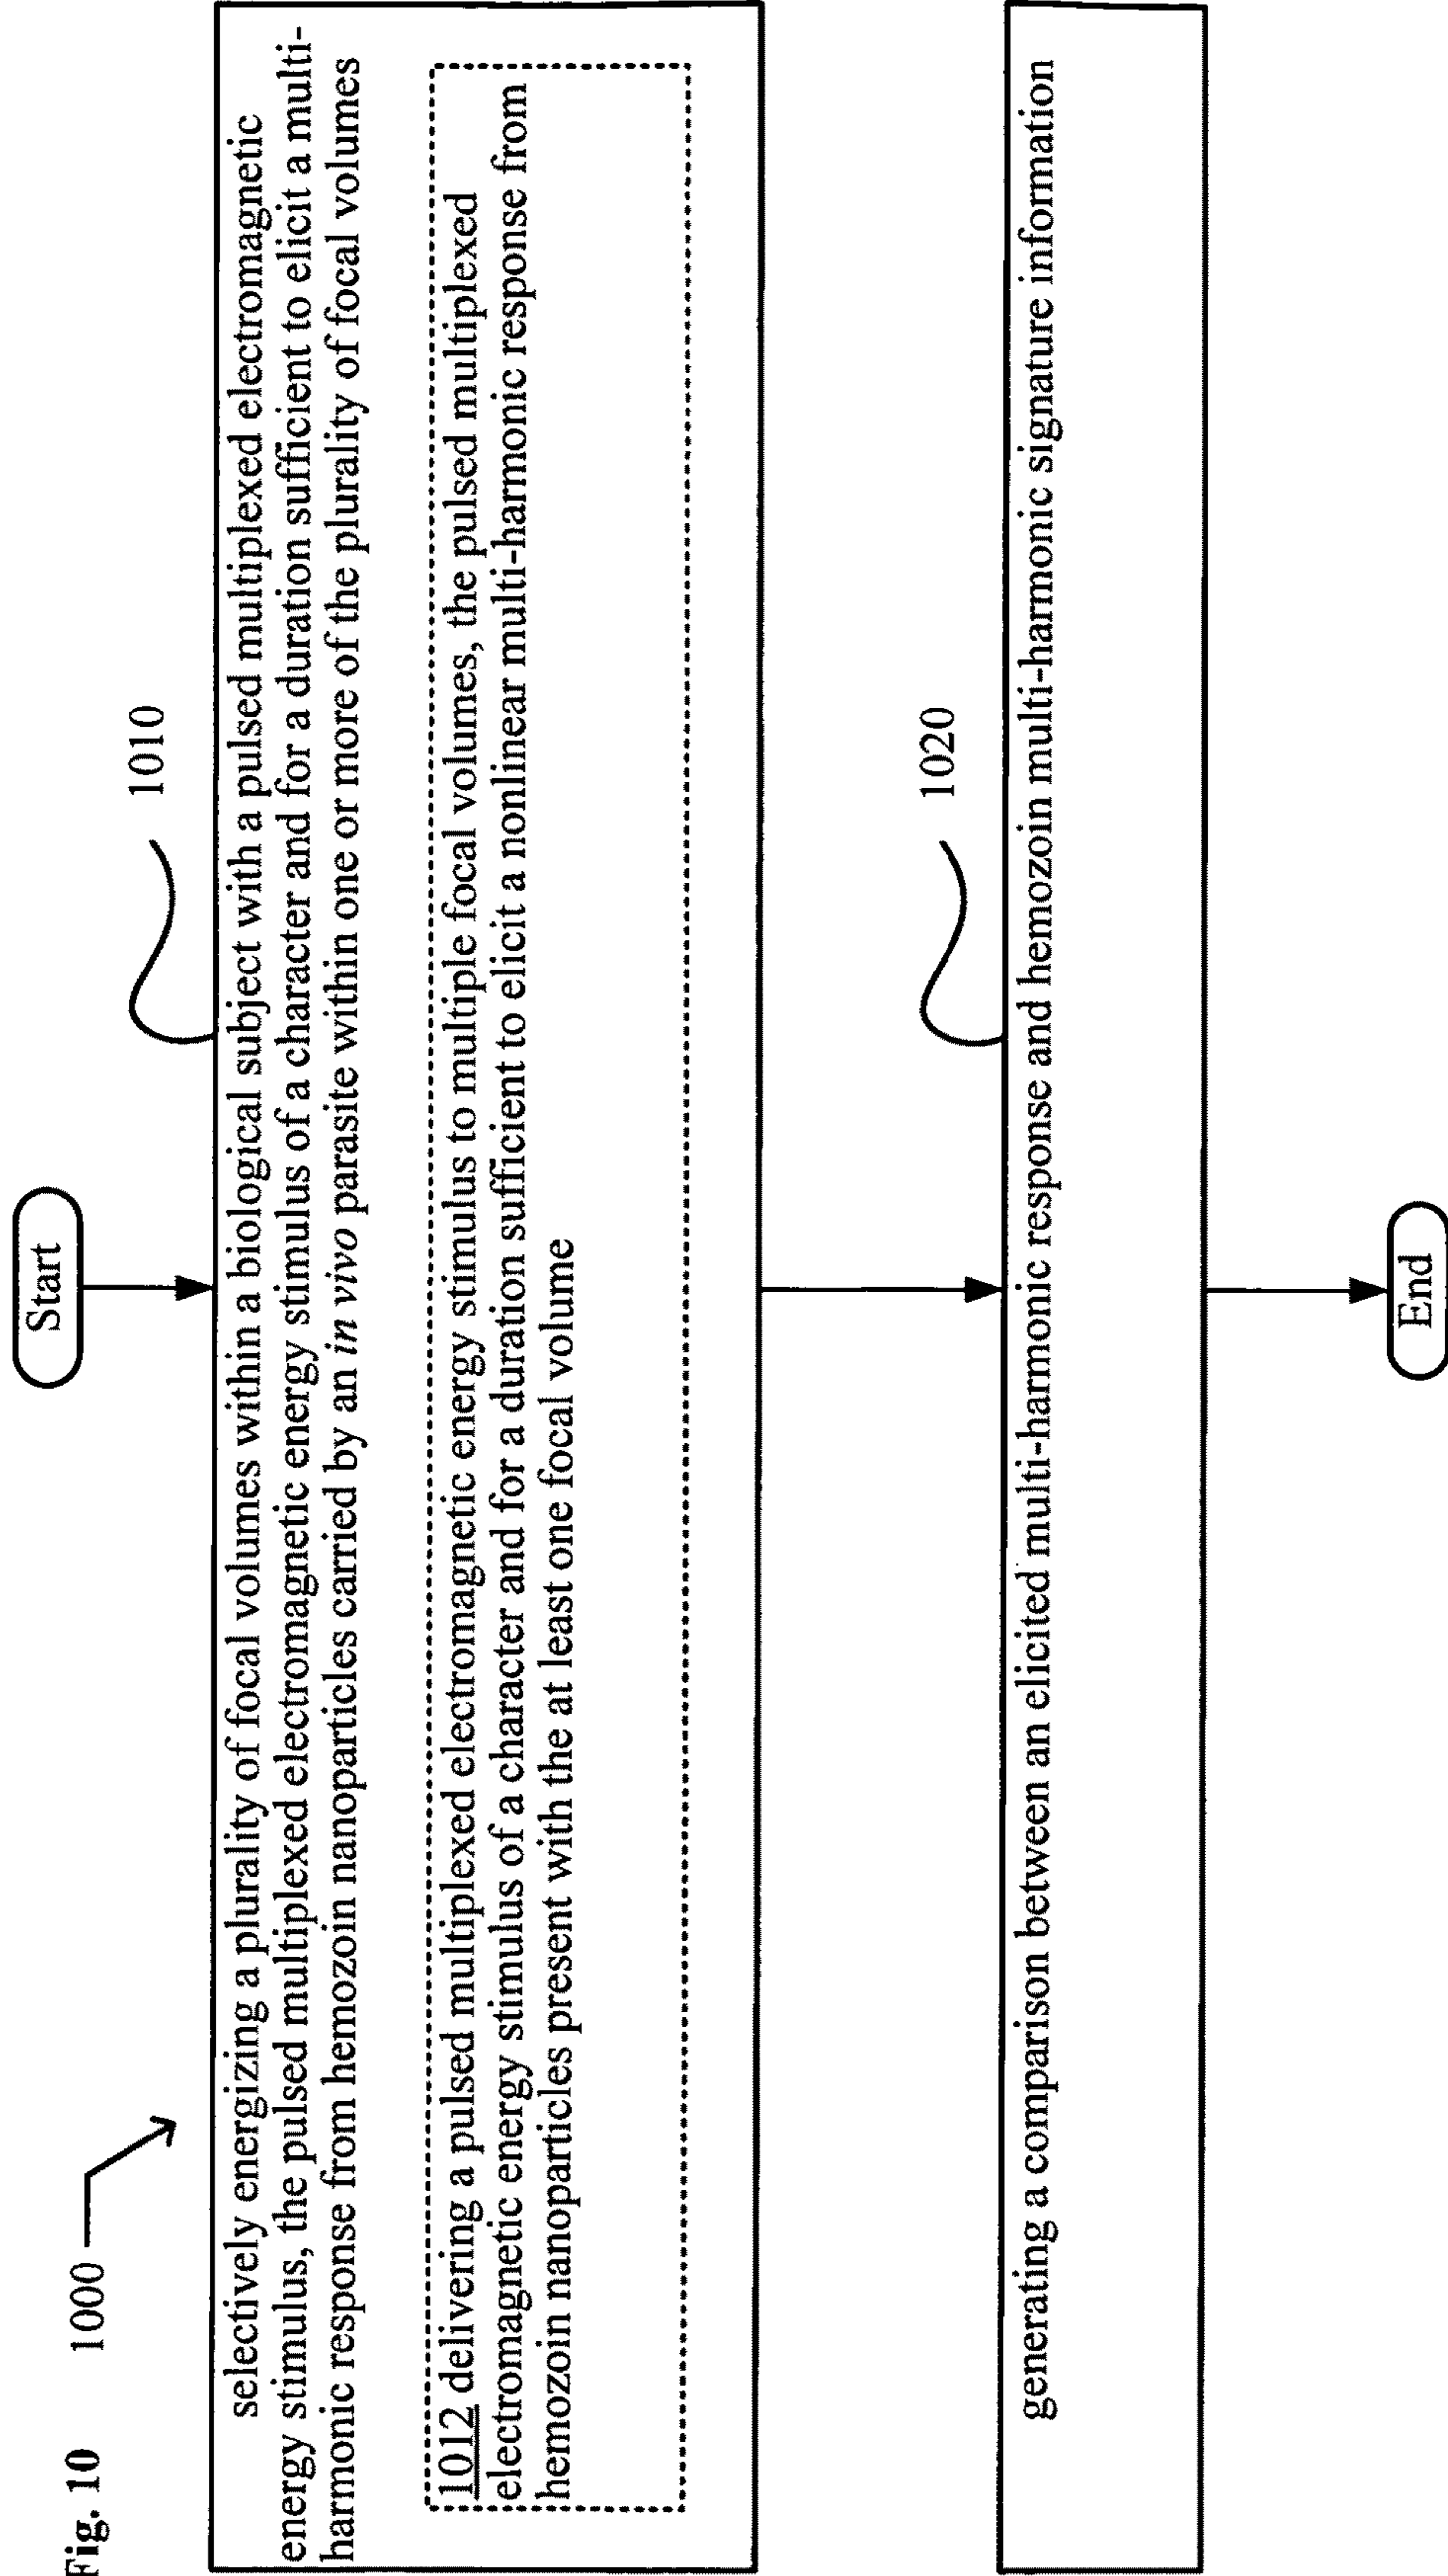 Fig. 10
1000
Start
1010
selectively energizing a plurality of focal volumes within a biological subject with a pulsed multiplexed electromagnetic
energy stimulus, the pulsed multiplexed electromagnetic energy stimulus of a character and for a duration sufficient to elicit a multi-
harmonic response from hemozoin nanoparticles carried by an in vivo parasite within one or more of the plurality of focal volumes
1012 delivering a pulsed multiplexed electromagnetic energy stimulus to multiple focal volumes, the pulsed multiplexed
electromagnetic energy stimulus of a character and for a duration sufficient to elicit a nonlinear multi-harmonic response from
hemozoin nanoparticles present with the at least one focal volume
1020
generating a comparison between an elicited multi-harmonic response and hemozoin multi-harmonic signature information
End